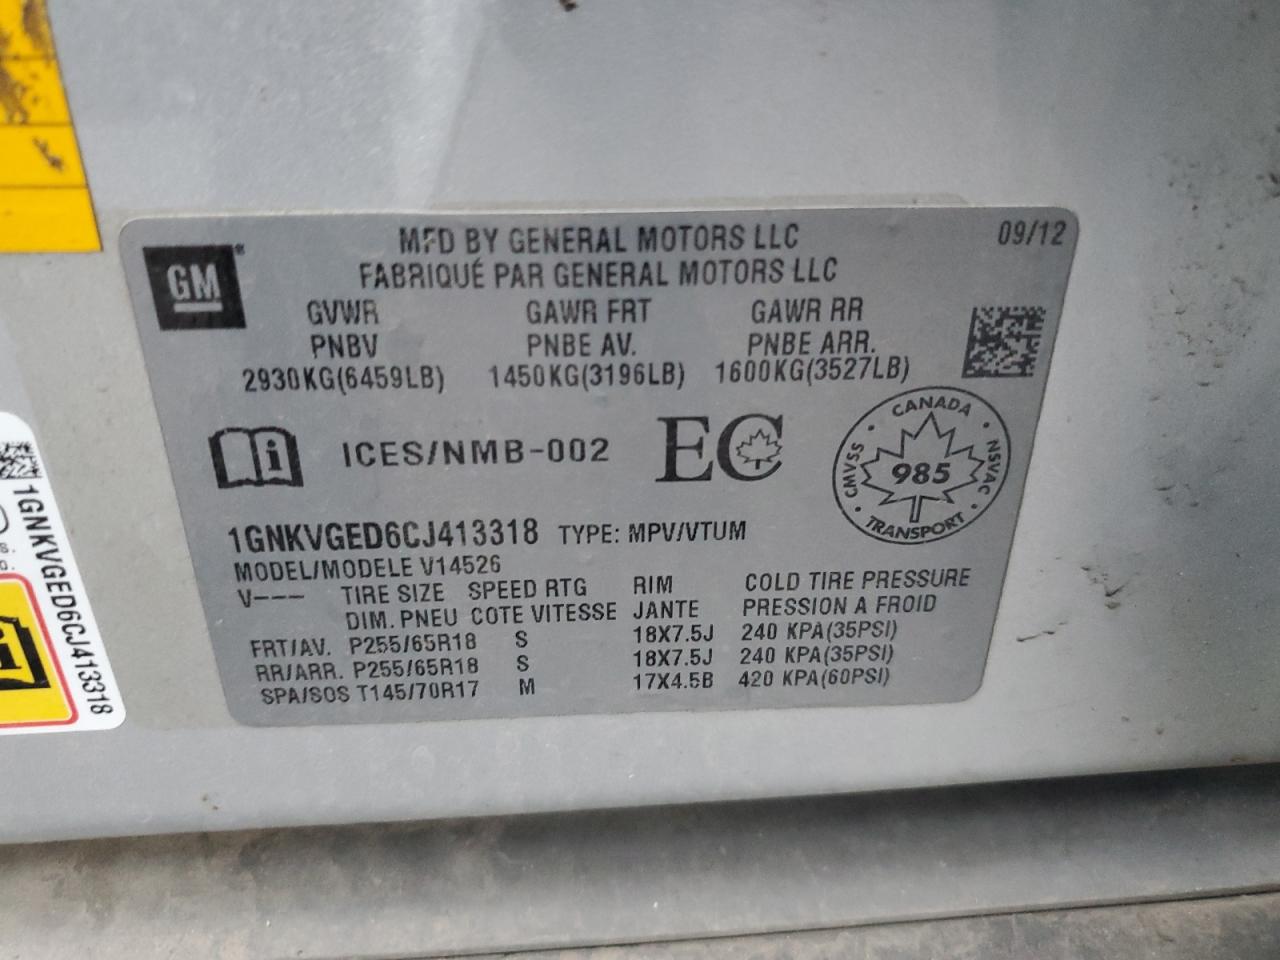 MFD BY GENERAL MOTORS LLC 09/12
FABRIQUÉ PAR GENERAL MOTORS LLC
GM
GVWR GAWR FRT GAWR RR
PNBV PNBE AV. PNBE ARR.
2930KG(6459LB) 1450KG(3196LB) 1600KG(3527LB)
ICES/NMB-002 EC
CANADA
CMVSS 985 NSVAC
TRANSPORT
1GNKVGED6CJ413318 TYPE: MPV/VTUM
MODEL/MODELE V14526
V--- TIRE SIZE SPEED RTG RIM COLD TIRE PRESSURE
DIM. PNEU COTE VITESSE JANTE PRESSION A FROID
FRT/AV. P255/65R18 S 18X7.5J 240 KPA(35PSI)
RR/ARR. P255/65R18 S 18X7.5J 240 KPA(35PSI)
SPA/SOS T145/70R17 M 17X4.5B 420 KPA(60PSI)
1GNKVGED6CJ413318